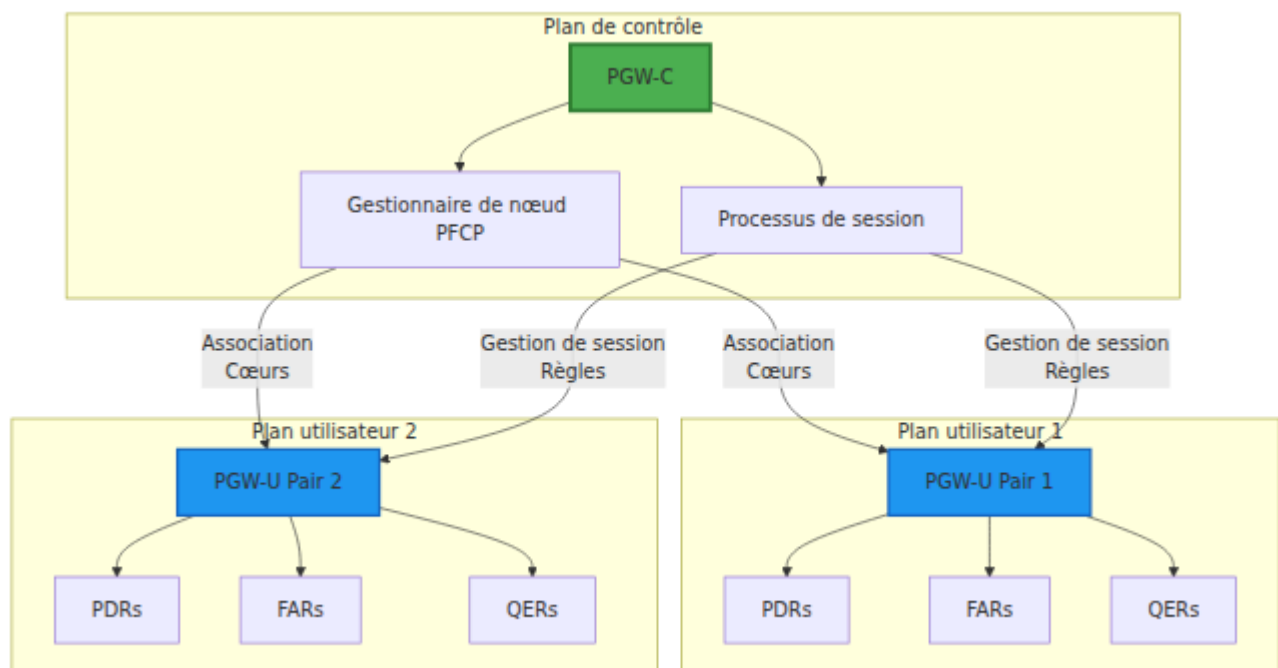 Plan de contrôle
PGW-C
Gestionnaire de nœud
PFCP
Processus de session
Association
Cœurs
Gestion de session
Règles
Association
Cœurs
Gestion de session
Règles
Plan utilisateur 2
PGW-U Pair 2
PDRs
FARs
QERs
Plan utilisateur 1
PGW-U Pair 1
PDRs
FARs
QERs